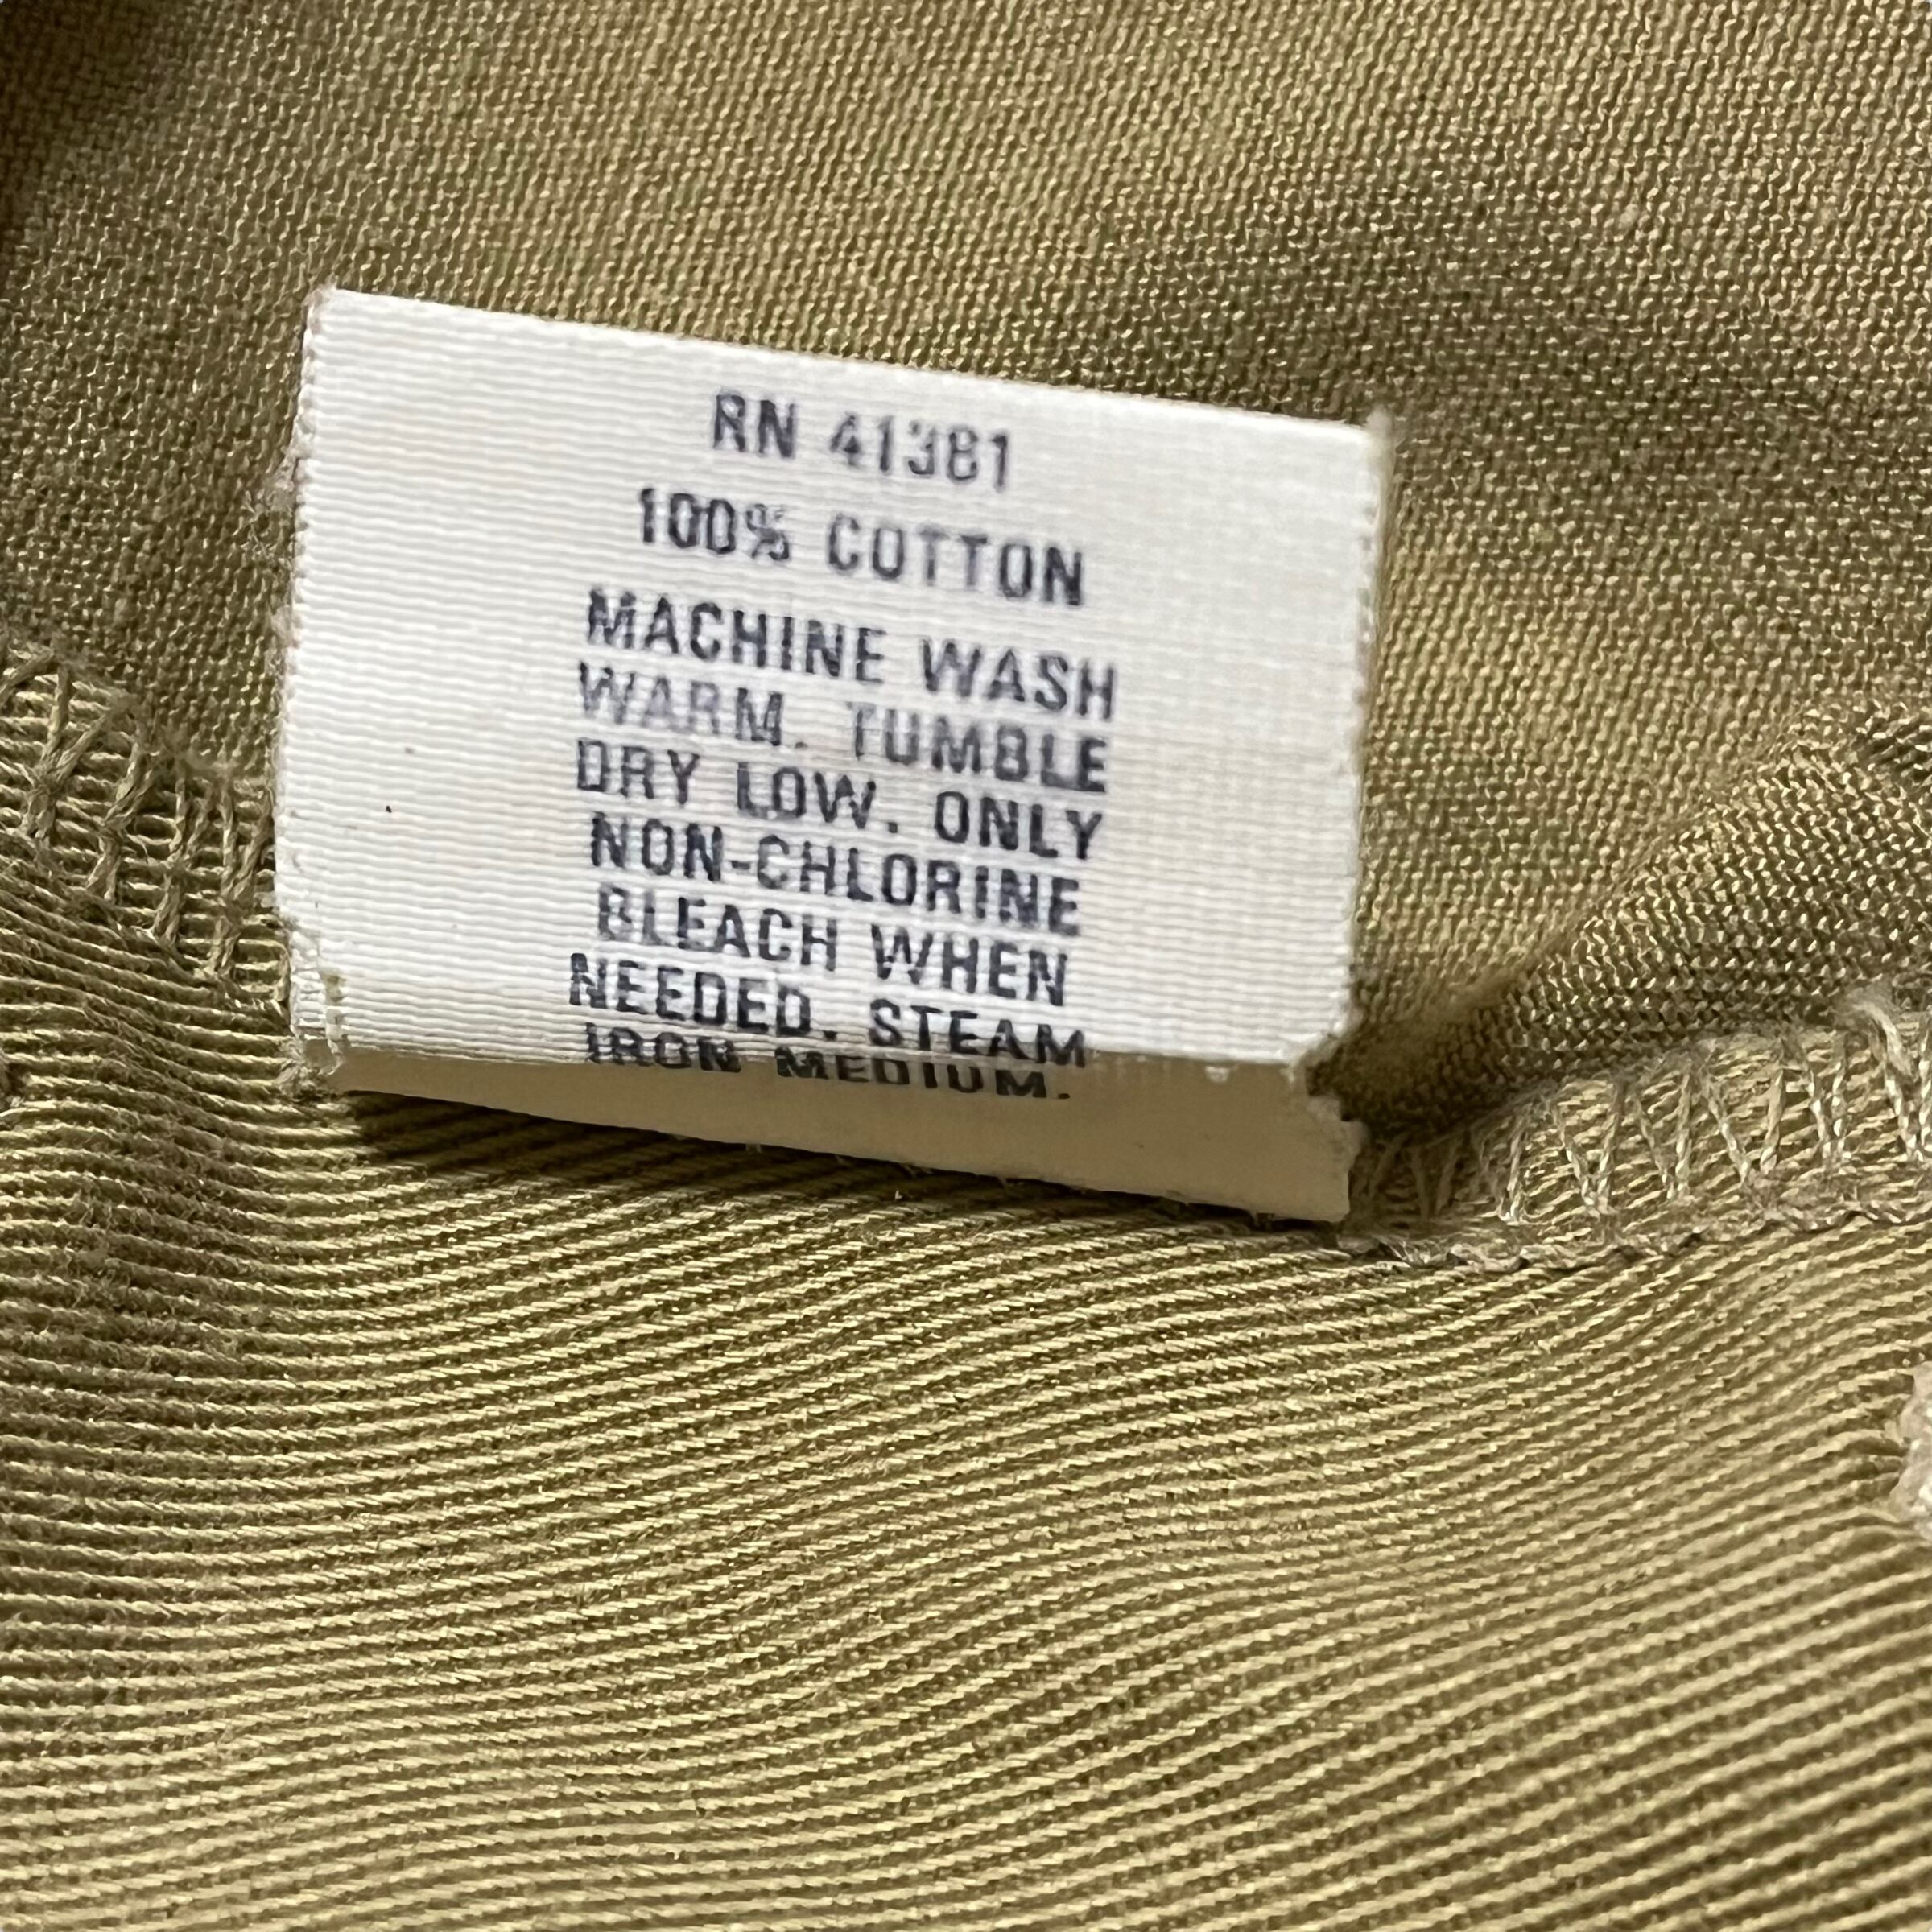 RN 41381
100% COTTON
MACHINE WASH
WARM. TUMBLE
DRY LOW. ONLY
NON-CHLORINE
BLEACH WHEN
NEEDED. STEAM
IRON MEDIUM.